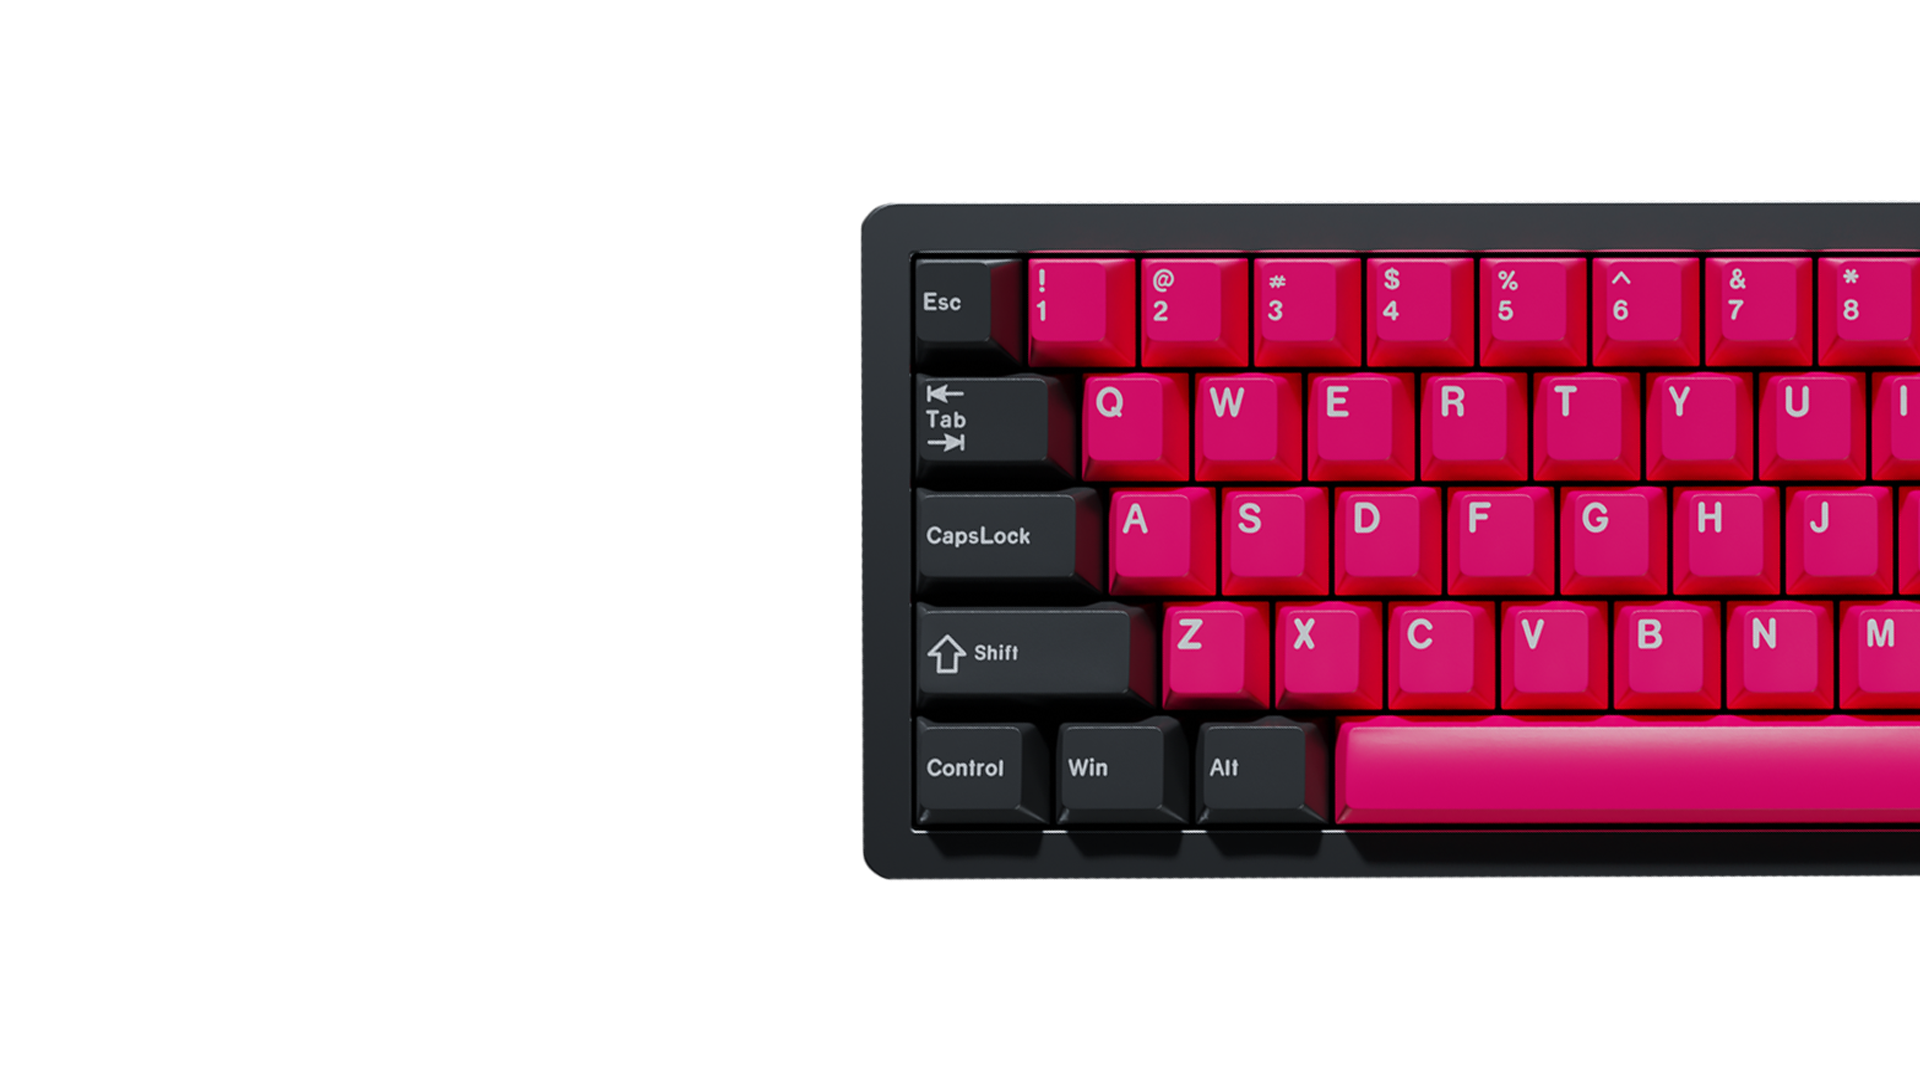 Esc ! 1 @ 2 # 3 $ 4 % 5 ^ 6 & 7 * 8
Tab Q W E R T Y U I
CapsLock A S D F G H J
Shift Z X C V B N M
Control Win Alt